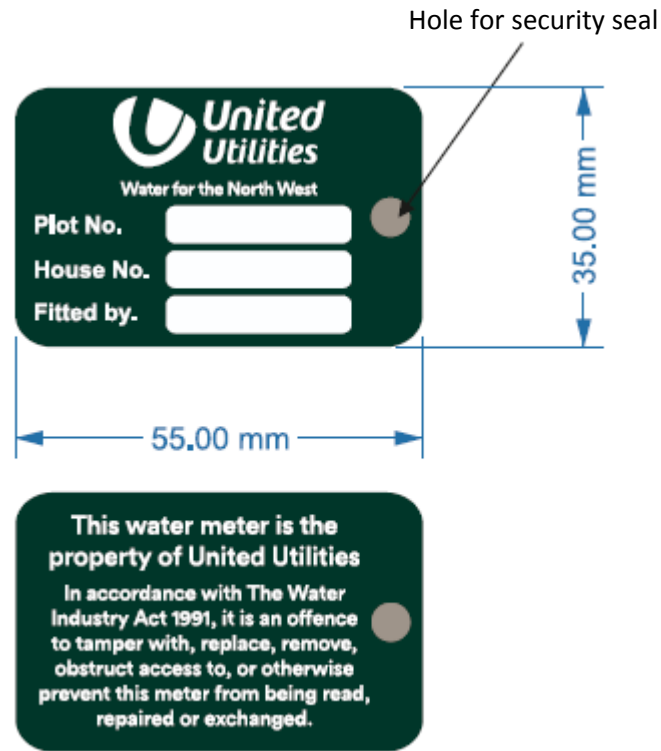 Hole for security seal
United
Utilities
Water for the North West
Plot No.
House No.
Fitted by.
35.00 mm
55.00 mm
This water meter is the
property of United Utilities
In accordance with The Water
Industry Act 1991, it is an offence
to tamper with, replace, remove,
obstruct access to, or otherwise
prevent this meter from being read,
repaired or exchanged.